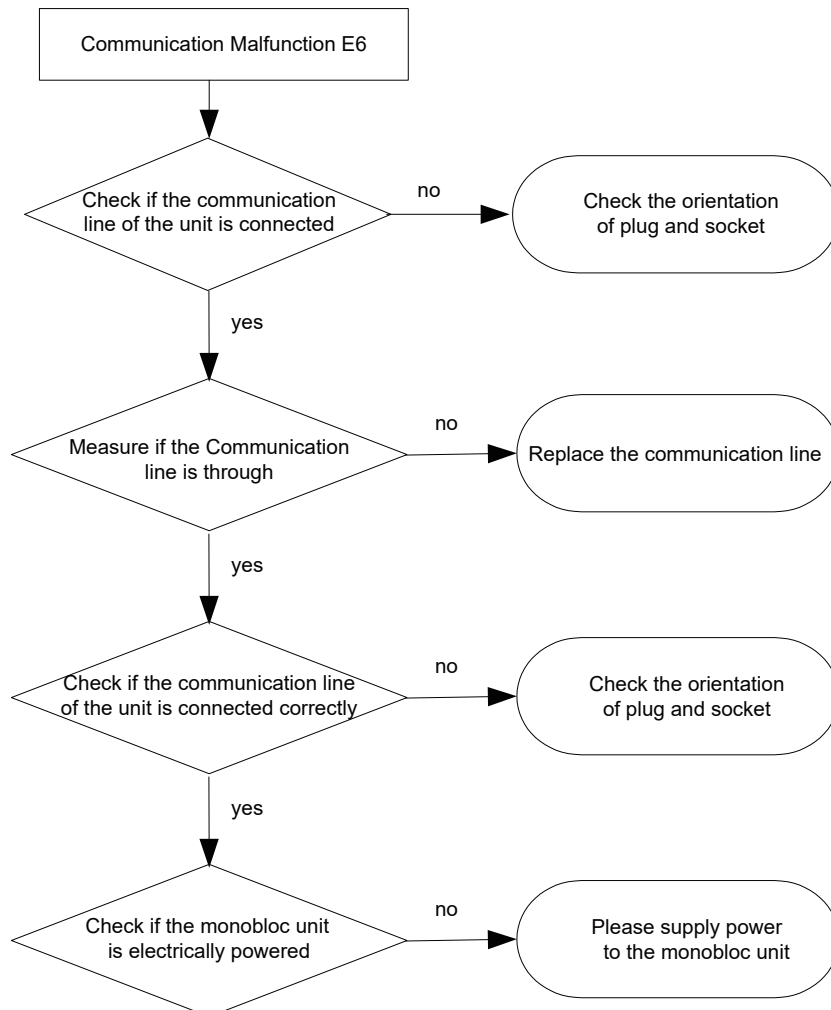 Communication Malfunction E6
Check if the communication
line of the unit is connected
no
Check the orientation
of plug and socket
yes
Measure if the Communication
line is through
no
Replace the communication line
yes
Check if the communication line
of the unit is connected correctly
no
Check the orientation
of plug and socket
yes
Check if the monobloc unit
is electrically powered
no
Please supply power
to the monobloc unit